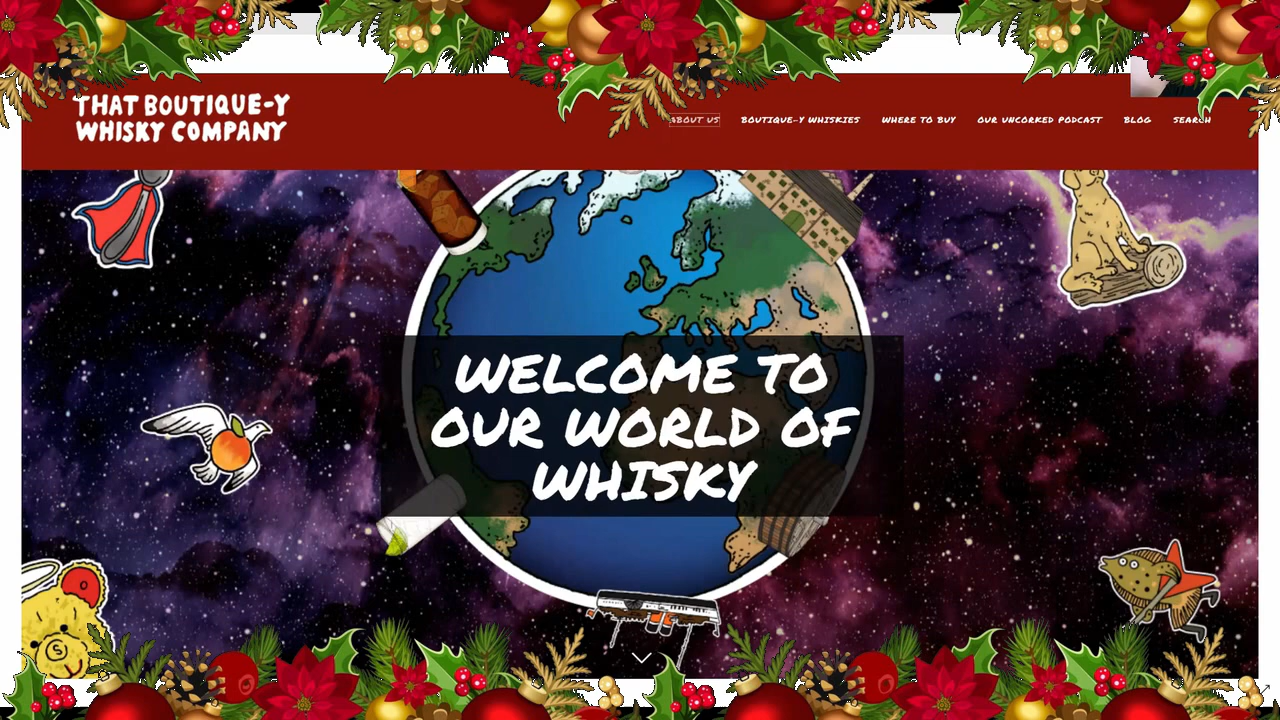 THAT BOUTIQUE-Y
WHISKY COMPANY
ABOUT US
BOUTIQUE-Y WHISKIES
WHERE TO BUY
OUR UNCORKED PODCAST
BLOG
SEARCH
WELCOME TO
OUR WORLD OF
WHISKY
S